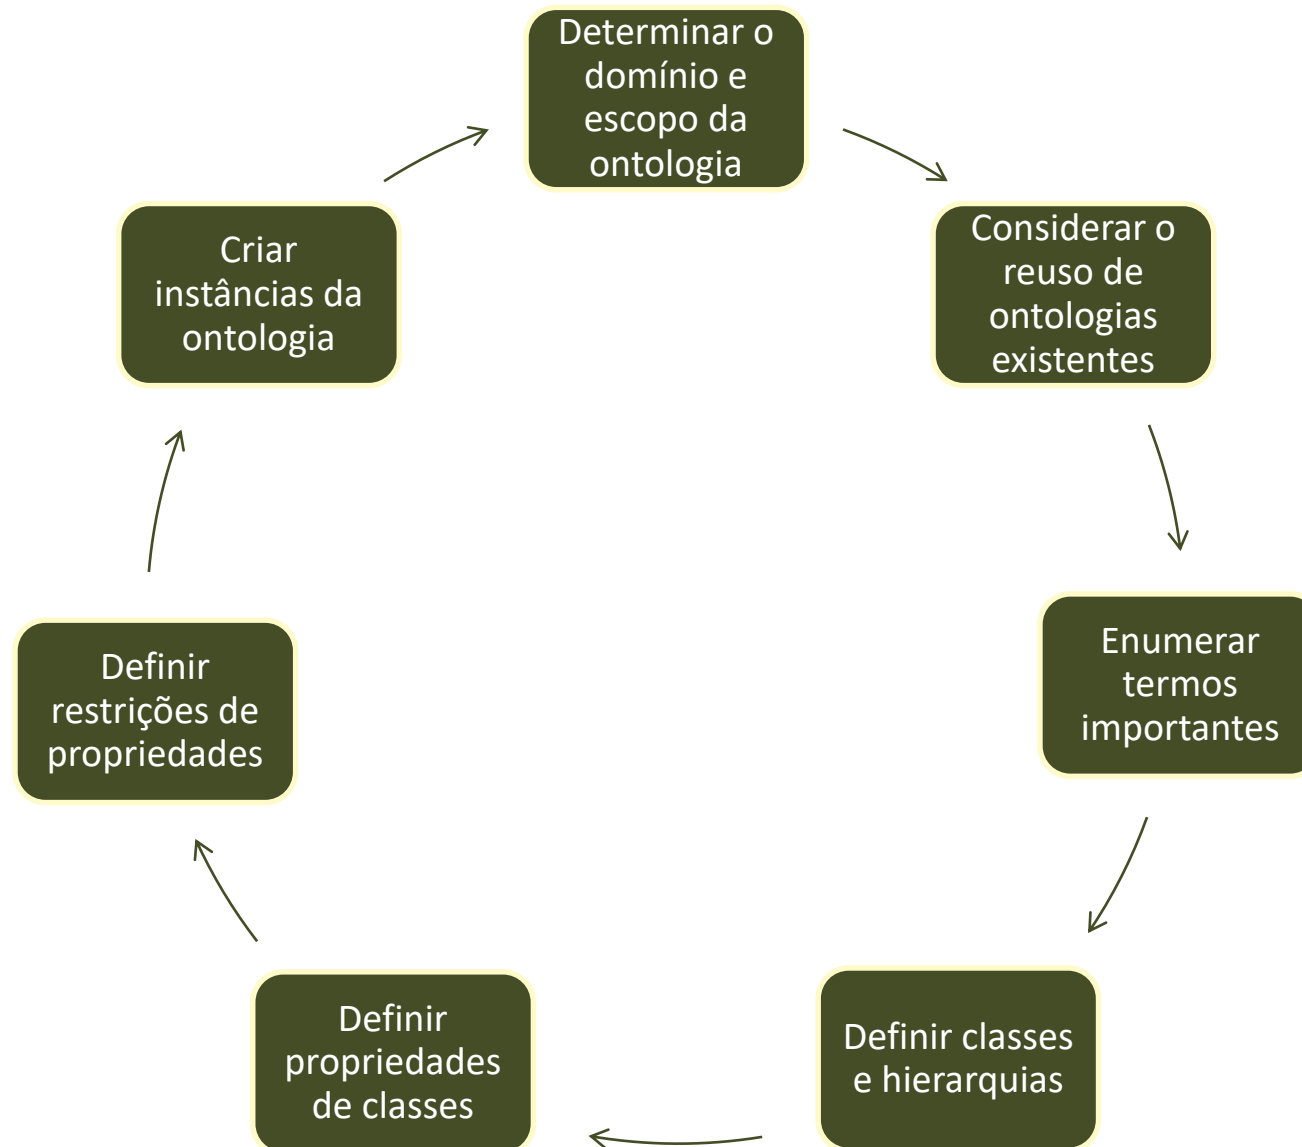 Determinar o
domínio e
escopo da
ontologia
Considerar o
reuso de
ontologias
existentes
Enumerar
termos
importantes
Definir classes
e hierarquias
Definir
propriedades
de classes
Definir
restrições de
propriedades
Criar
instâncias da
ontologia